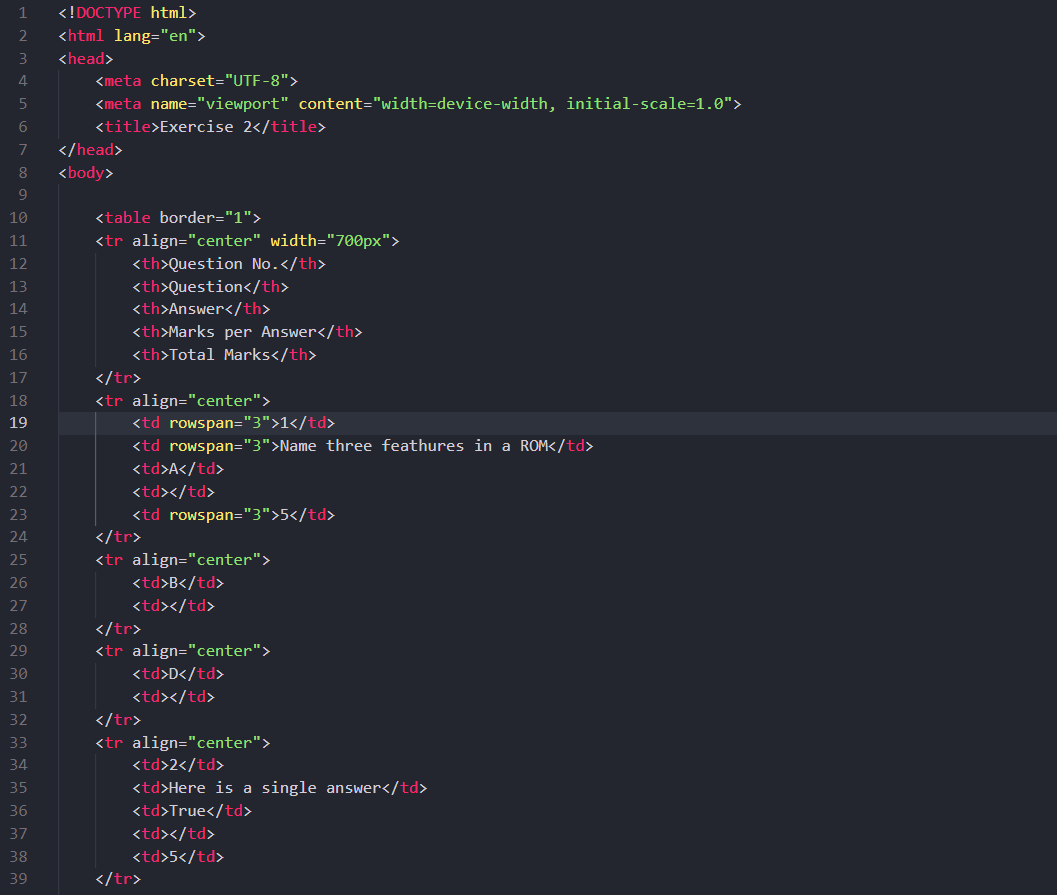 1 <!DOCTYPE html>
2 <html lang="en">
3 <head>
4     <meta charset="UTF-8">
5     <meta name="viewport" content="width=device-width, initial-scale=1.0">
6     <title>Exercise 2</title>
7 </head>
8 <body>
9
10     <table border="1">
11     <tr align="center" width="700px">
12         <th>Question No.</th>
13         <th>Question</th>
14         <th>Answer</th>
15         <th>Marks per Answer</th>
16         <th>Total Marks</th>
17     </tr>
18     <tr align="center">
19         <td rowspan="3">1</td>
20         <td rowspan="3">Name three feathures in a ROM</td>
21         <td>A</td>
22         <td></td>
23         <td rowspan="3">5</td>
24     </tr>
25     <tr align="center">
26         <td>B</td>
27         <td></td>
28     </tr>
29     <tr align="center">
30         <td>D</td>
31         <td></td>
32     </tr>
33     <tr align="center">
34         <td>2</td>
35         <td>Here is a single answer</td>
36         <td>True</td>
37         <td></td>
38         <td>5</td>
39     </tr>